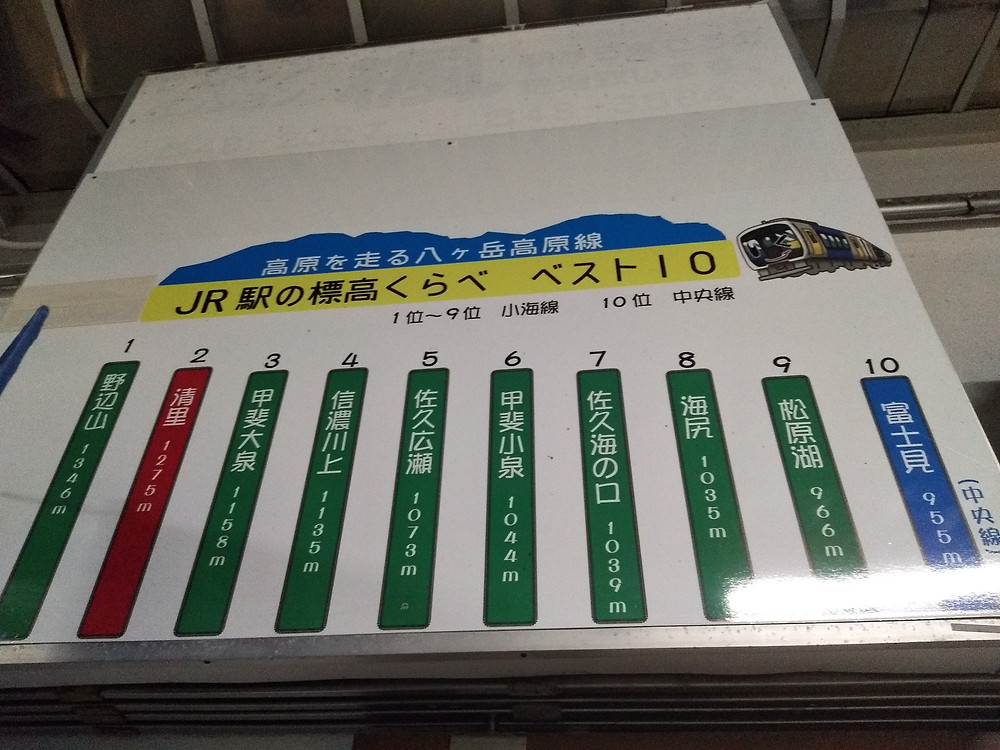 高原を走る八ヶ岳高原線
JR駅の標高くらべ ベスト10
1位〜9位 小海線 10位 中央線
1
野辺山 1346m
2
清里 1275m
3
甲斐大泉 1158m
4
信濃川上 1135m
5
佐久広瀬 1073m
6
甲斐小泉 1044m
7
佐久海の口 1039m
8
海尻 1035m
9
松原湖 966m
10
富士見 955m
(中央線)